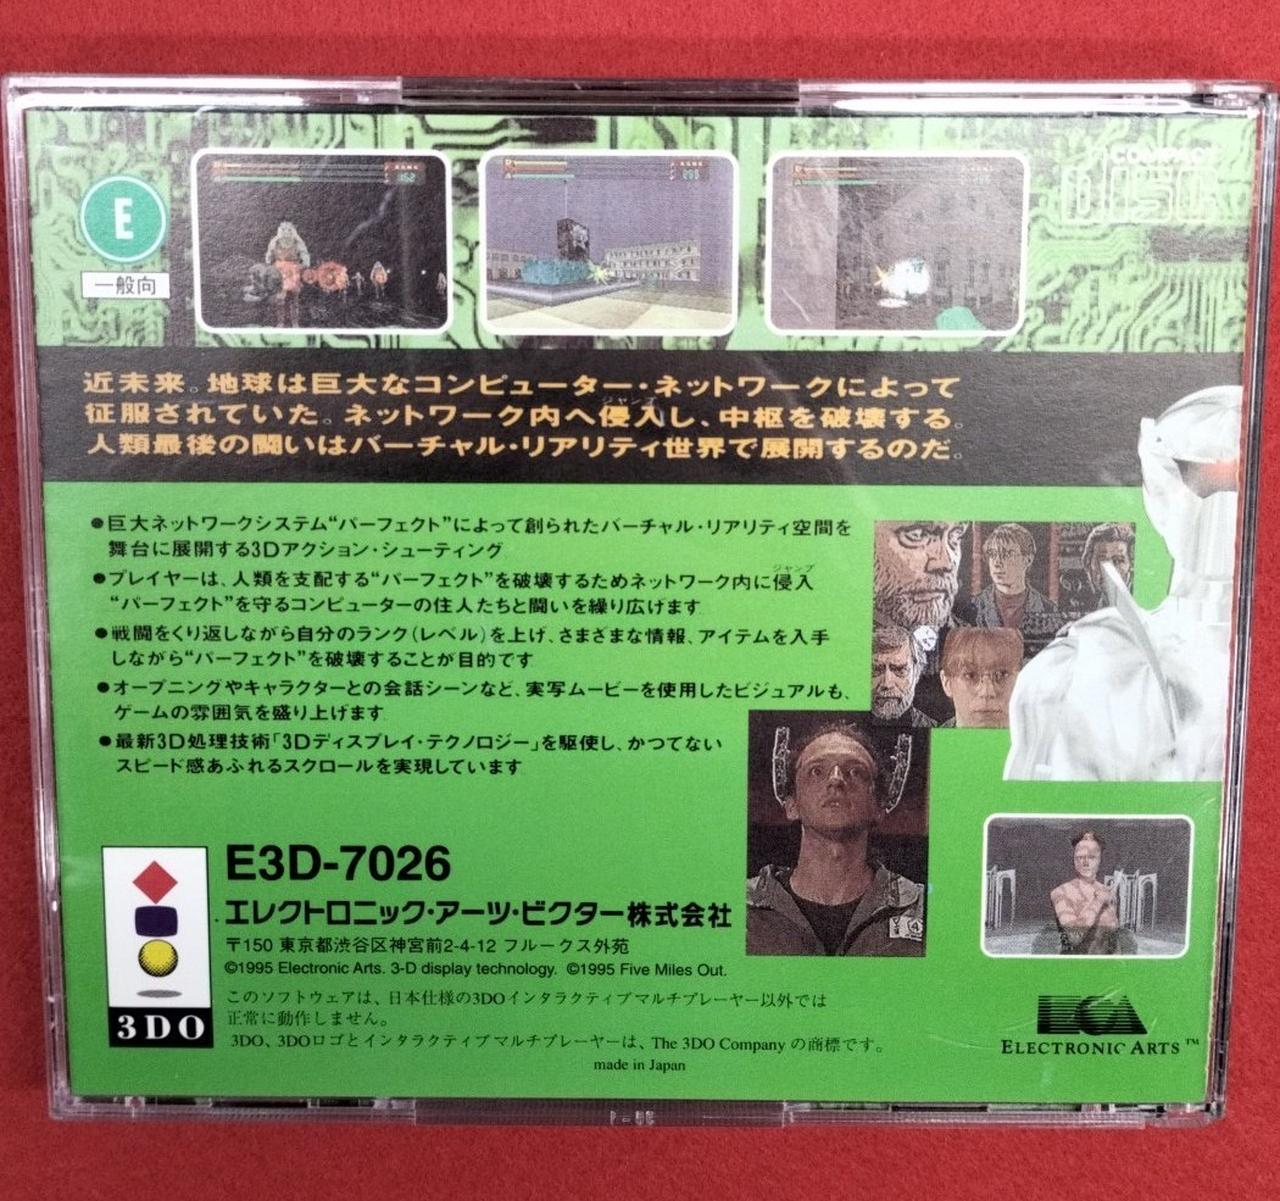 COMPACT
DISC
E
一般向
近未来。地球は巨大なコンピューター・ネットワークによって
征服されていた。ネットワーク内へ侵入し、中枢を破壊する。
ジャンプ
人類最後の闘いはバーチャル・リアリティ世界で展開するのだ。
●巨大ネットワークシステム“パーフェクト”によって創られたバーチャル・リアリティ空間を
舞台に展開する3Dアクション・シューティング
ジャンプ
●プレイヤーは、人類を支配する“パーフェクト”を破壊するためネットワーク内に侵入
“パーフェクト”を守るコンピューターの住人たちと闘いを繰り広げます
●戦闘をくり返しながら自分のランク(レベル)を上げ、さまざまな情報、アイテムを入手
しながら“パーフェクト”を破壊することが目的です
●オープニングやキャラクターとの会話シーンなど、実写ムービーを使用したビジュアルも、
ゲームの雰囲気を盛り上げます
●最新3D処理技術「3Dディスプレイ・テクノロジー」を駆使し、かつてない
スピード感あふれるスクロールを実現しています
E3D-7026
エレクトロニック・アーツ・ビクター株式会社
〒150 東京都渋谷区神宮前2-4-12 フルークス外苑
©1995 Electronic Arts. 3-D display technology. ©1995 Five Miles Out.
このソフトウェアは、日本仕様の3DOインタラクティブマルチプレーヤー以外では
正常に動作しません。
3DO、3DOロゴとインタラクティブマルチプレーヤーは、The 3DO Company の商標です。
made in Japan
3DO
EA
ELECTRONIC ARTS™